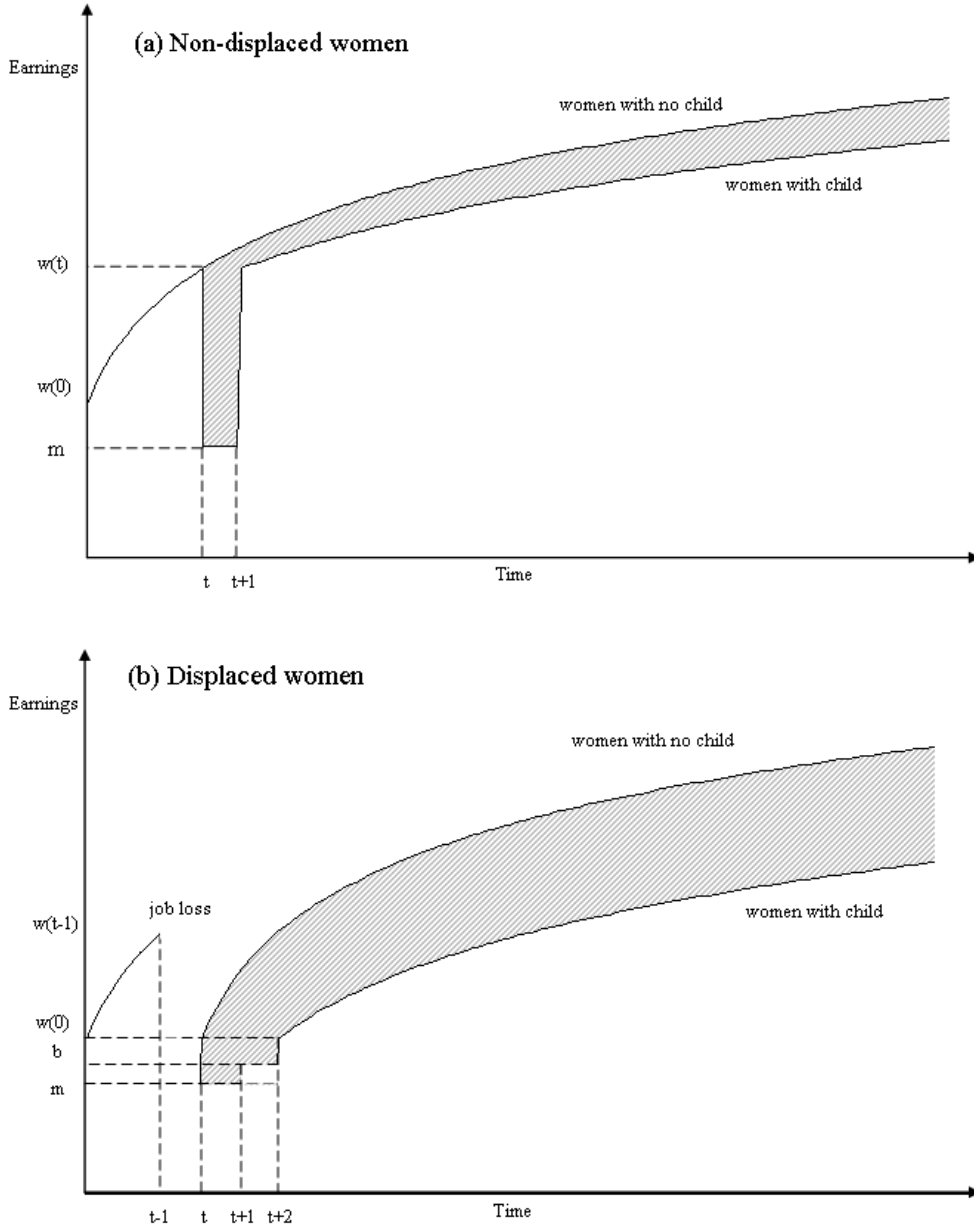 (a) Non-displaced women
Earnings
women with no child
women with child
w(t)
w(0)
m
t
t+1
Time
(b) Displaced women
Earnings
women with no child
job loss
w(t-1)
women with child
w(0)
b
m
t-1
t
t+1
t+2
Time